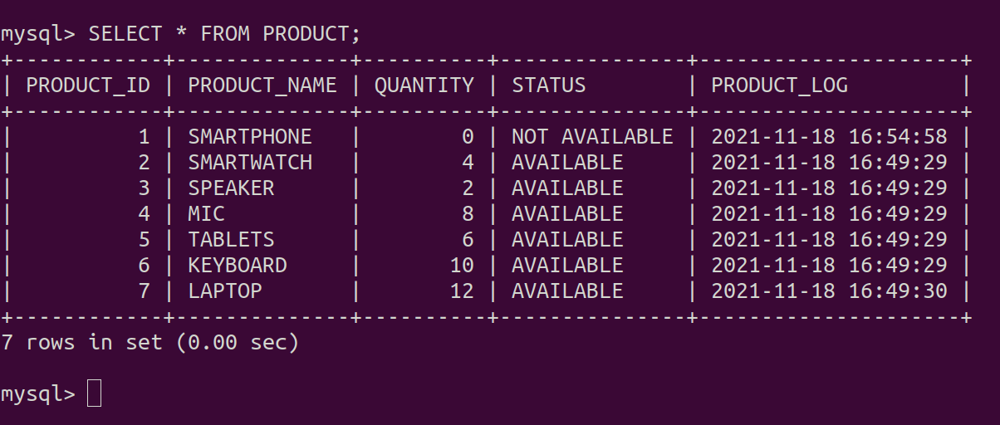 mysql> SELECT * FROM PRODUCT;
+------------+--------------+----------+---------------+---------------------+
| PRODUCT_ID | PRODUCT_NAME | QUANTITY | STATUS        | PRODUCT_LOG         |
+------------+--------------+----------+---------------+---------------------+
|          1 | SMARTPHONE   |        0 | NOT AVAILABLE | 2021-11-18 16:54:58 |
|          2 | SMARTWATCH   |        4 | AVAILABLE     | 2021-11-18 16:49:29 |
|          3 | SPEAKER      |        2 | AVAILABLE     | 2021-11-18 16:49:29 |
|          4 | MIC          |        8 | AVAILABLE     | 2021-11-18 16:49:29 |
|          5 | TABLETS      |        6 | AVAILABLE     | 2021-11-18 16:49:29 |
|          6 | KEYBOARD     |       10 | AVAILABLE     | 2021-11-18 16:49:29 |
|          7 | LAPTOP       |       12 | AVAILABLE     | 2021-11-18 16:49:30 |
+------------+--------------+----------+---------------+---------------------+
7 rows in set (0.00 sec)
mysql>